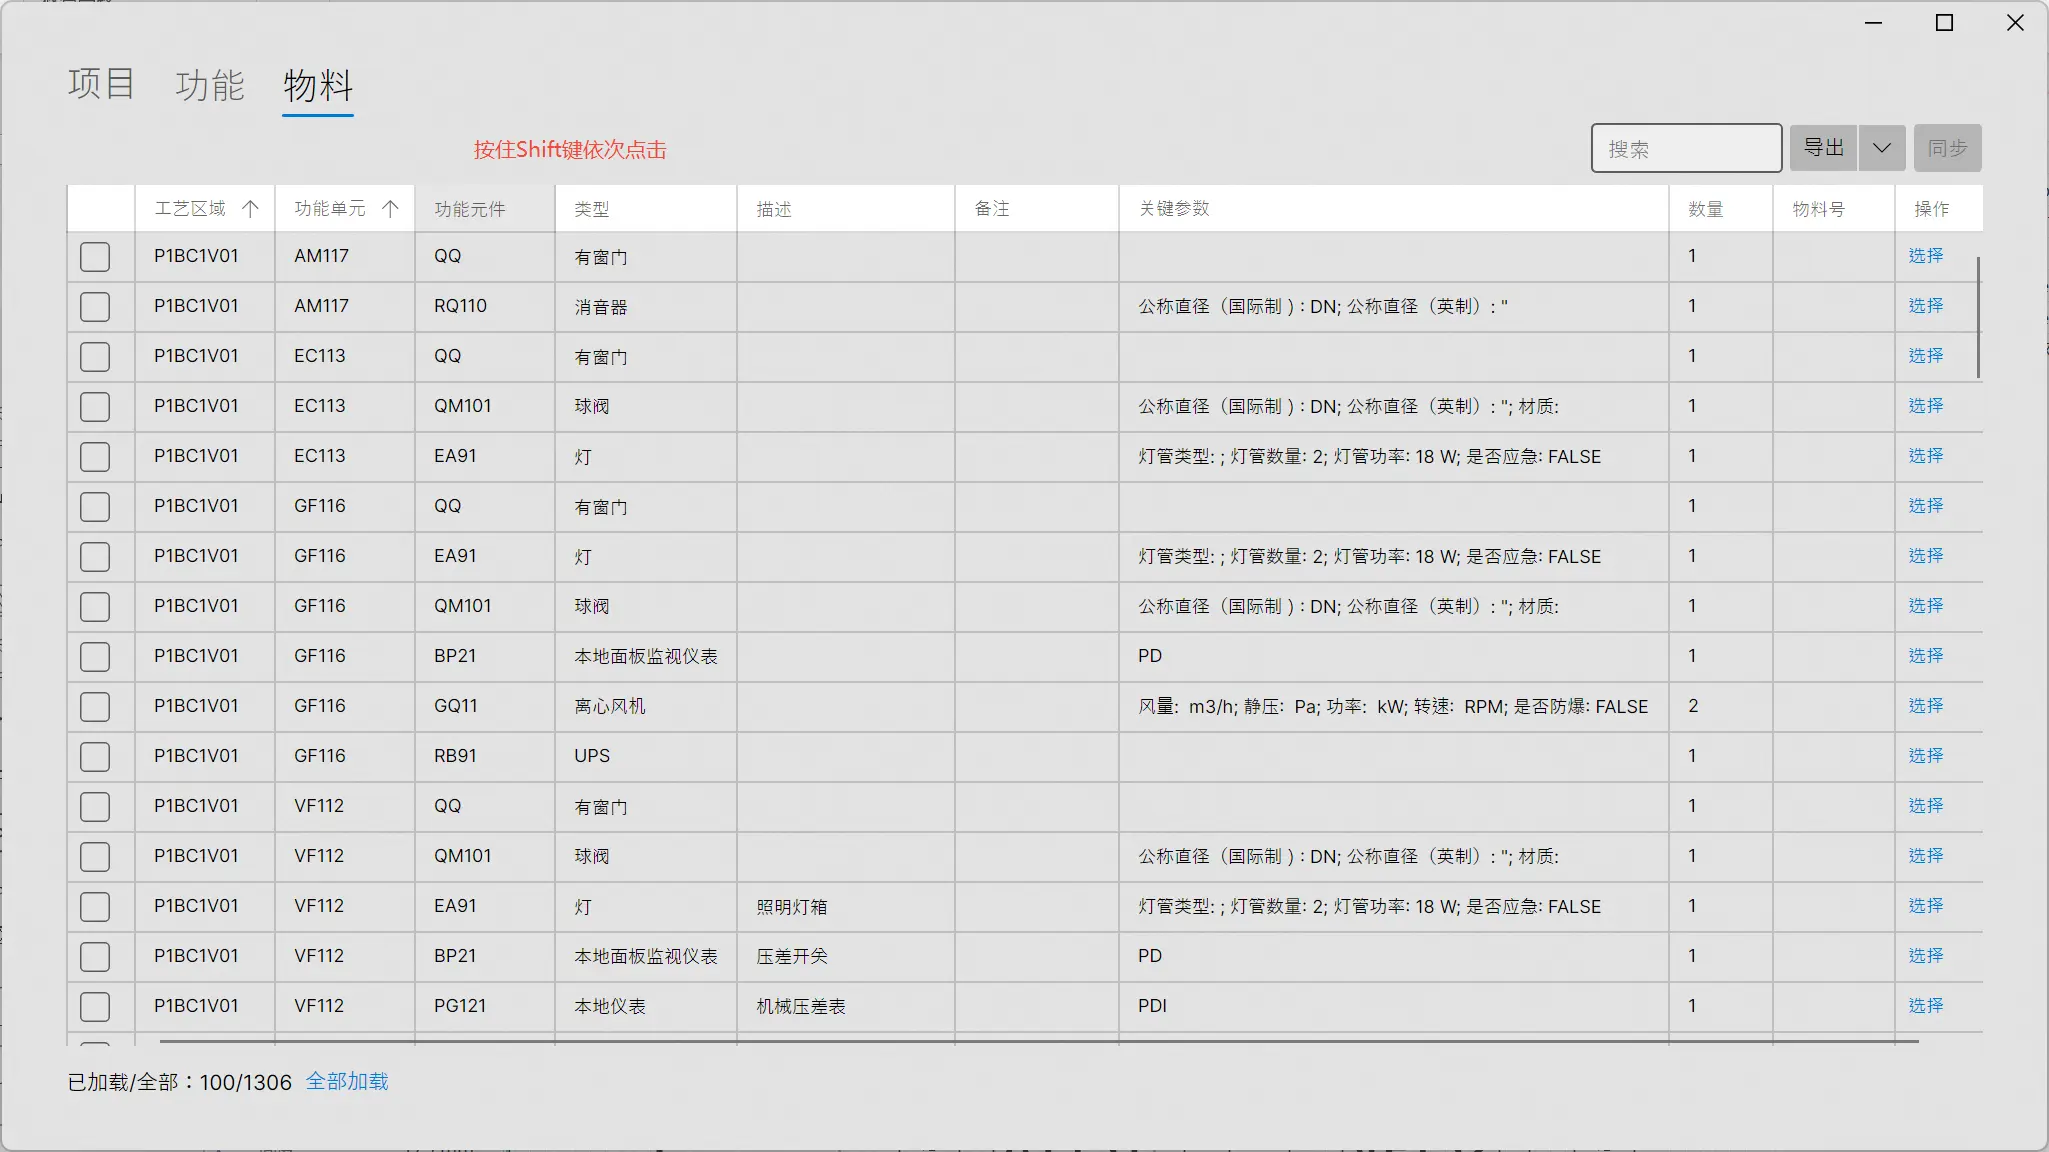 项目 功能 物料
按住Shift键依次点击
搜索 导出 同步
工艺区域 功能单元 功能元件 类型 描述 备注 关键参数 数量 物料号 操作
P1BC1V01 AM117 QQ 有窗门 1 选择
P1BC1V01 AM117 RQ110 消音器 公称直径（国际制 ) : DN; 公称直径（英制）: " 1 选择
P1BC1V01 EC113 QQ 有窗门 1 选择
P1BC1V01 EC113 QM101 球阀 公称直径（国际制 ) : DN; 公称直径（英制）: "; 材质: 1 选择
P1BC1V01 EC113 EA91 灯 灯管类型: ; 灯管数量: 2; 灯管功率: 18 W; 是否应急: FALSE 1 选择
P1BC1V01 GF116 QQ 有窗门 1 选择
P1BC1V01 GF116 EA91 灯 灯管类型: ; 灯管数量: 2; 灯管功率: 18 W; 是否应急: FALSE 1 选择
P1BC1V01 GF116 QM101 球阀 公称直径（国际制 ) : DN; 公称直径（英制）: "; 材质: 1 选择
P1BC1V01 GF116 BP21 本地面板监视仪表 PD 1 选择
P1BC1V01 GF116 GQ11 离心风机 风量: m3/h; 静压: Pa; 功率: kW; 转速: RPM; 是否防爆: FALSE 2 选择
P1BC1V01 GF116 RB91 UPS 1 选择
P1BC1V01 VF112 QQ 有窗门 1 选择
P1BC1V01 VF112 QM101 球阀 公称直径（国际制 ) : DN; 公称直径（英制）: "; 材质: 1 选择
P1BC1V01 VF112 EA91 灯 照明灯箱 灯管类型: ; 灯管数量: 2; 灯管功率: 18 W; 是否应急: FALSE 1 选择
P1BC1V01 VF112 BP21 本地面板监视仪表 压差开关 PD 1 选择
P1BC1V01 VF112 PG121 本地仪表 机械压差表 PDI 1 选择
已加载/全部：100/1306 全部加载